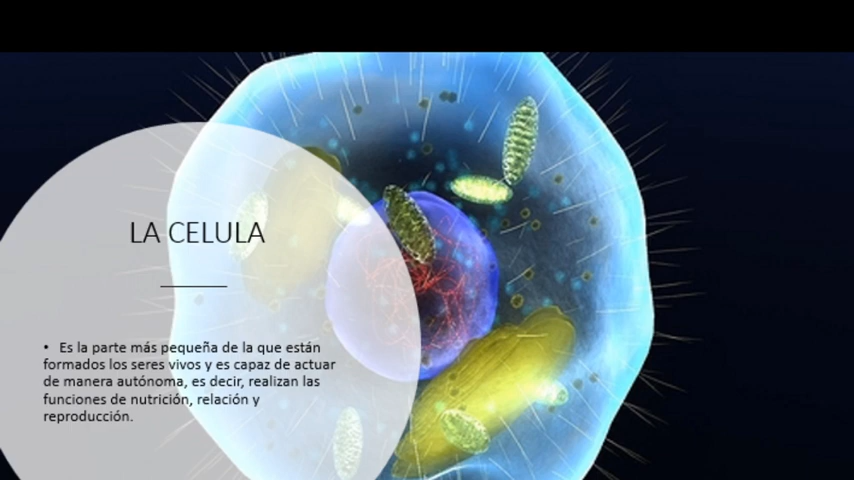 LA CELULA
• Es la parte más pequeña de la que están
formados los seres vivos y es capaz de actuar
de manera autónoma, es decir, realizan las
funciones de nutrición, relación y
reproducción.